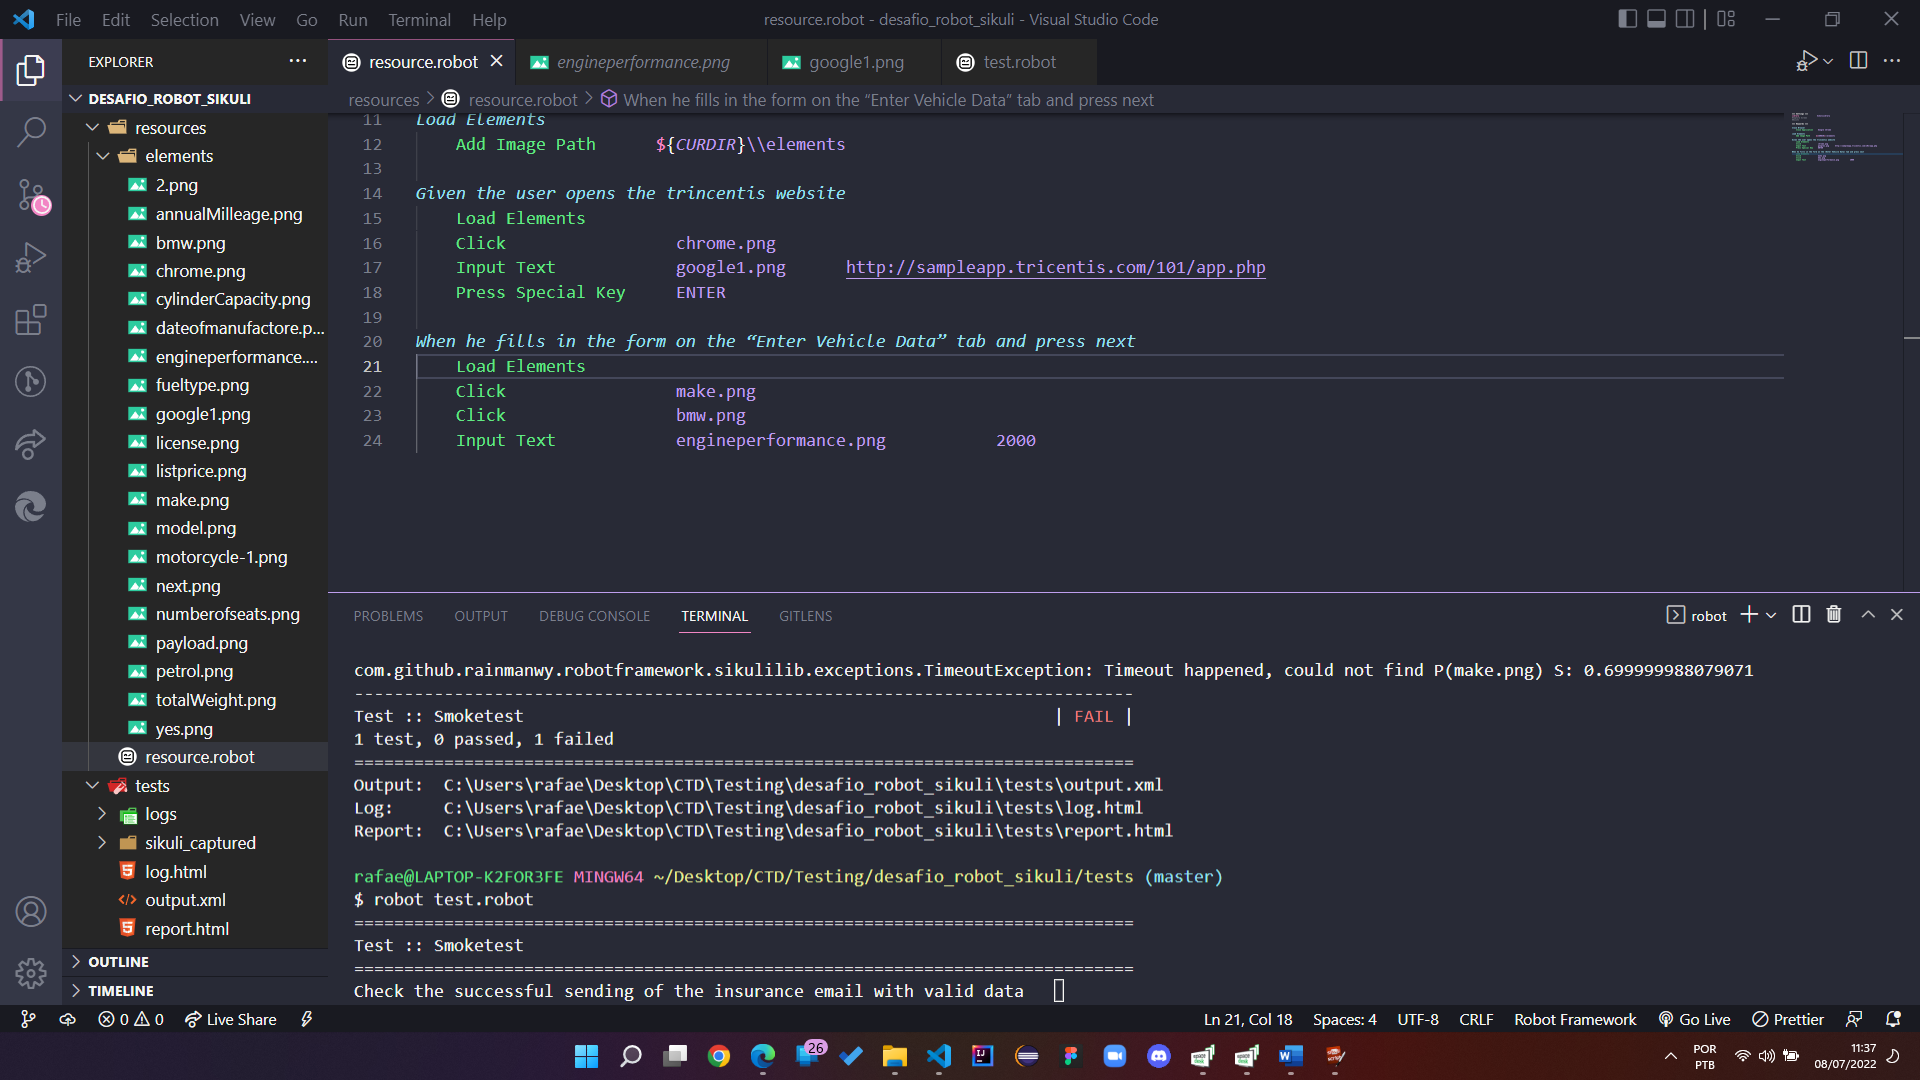 File Edit Selection View Go Run Terminal Help
resource.robot - desafio_robot_sikuli - Visual Studio Code
EXPLORER
resource.robot
engineperformance.png
google1.png
test.robot
DESAFIO_ROBOT_SIKULI
resources
elements
2.png
annualMilleage.png
bmw.png
chrome.png
cylinderCapacity.png
dateofmanufactore.p...
engineperformance....
fueltype.png
google1.png
license.png
listprice.png
make.png
model.png
motorcycle-1.png
next.png
numberofseats.png
payload.png
petrol.png
totalWeight.png
yes.png
resource.robot
tests
logs
sikuli_captured
log.html
output.xml
report.html
OUTLINE
TIMELINE
resources > resource.robot > When he fills in the form on the “Enter Vehicle Data” tab and press next
11 Load Elements
12 Add Image Path ${CURDIR}\\elements
13
14 Given the user opens the trincentis website
15 Load Elements
16 Click chrome.png
17 Input Text google1.png http://sampleapp.tricentis.com/101/app.php
18 Press Special Key ENTER
19
20 When he fills in the form on the “Enter Vehicle Data” tab and press next
21 Load Elements
22 Click make.png
23 Click bmw.png
24 Input Text engineperformance.png 2000
PROBLEMS OUTPUT DEBUG CONSOLE TERMINAL GITLENS
robot
com.github.rainmanwy.robotframework.sikulilib.exceptions.TimeoutException: Timeout happened, could not find P(make.png) S: 0.699999988079071
------------------------------------------------------------------------------
Test :: Smoketest | FAIL |
1 test, 0 passed, 1 failed
==============================================================================
Output: C:\Users\rafae\Desktop\CTD\Testing\desafio_robot_sikuli\tests\output.xml
Log: C:\Users\rafae\Desktop\CTD\Testing\desafio_robot_sikuli\tests\log.html
Report: C:\Users\rafae\Desktop\CTD\Testing\desafio_robot_sikuli\tests\report.html
rafae@LAPTOP-K2FOR3FE MINGW64 ~/Desktop/CTD/Testing/desafio_robot_sikuli/tests (master)
$ robot test.robot
==============================================================================
Test :: Smoketest
==============================================================================
Check the successful sending of the insurance email with valid data
0 0 Live Share
Ln 21, Col 18 Spaces: 4 UTF-8 CRLF Robot Framework Go Live Prettier
26
POR
PTB
11:37
08/07/2022